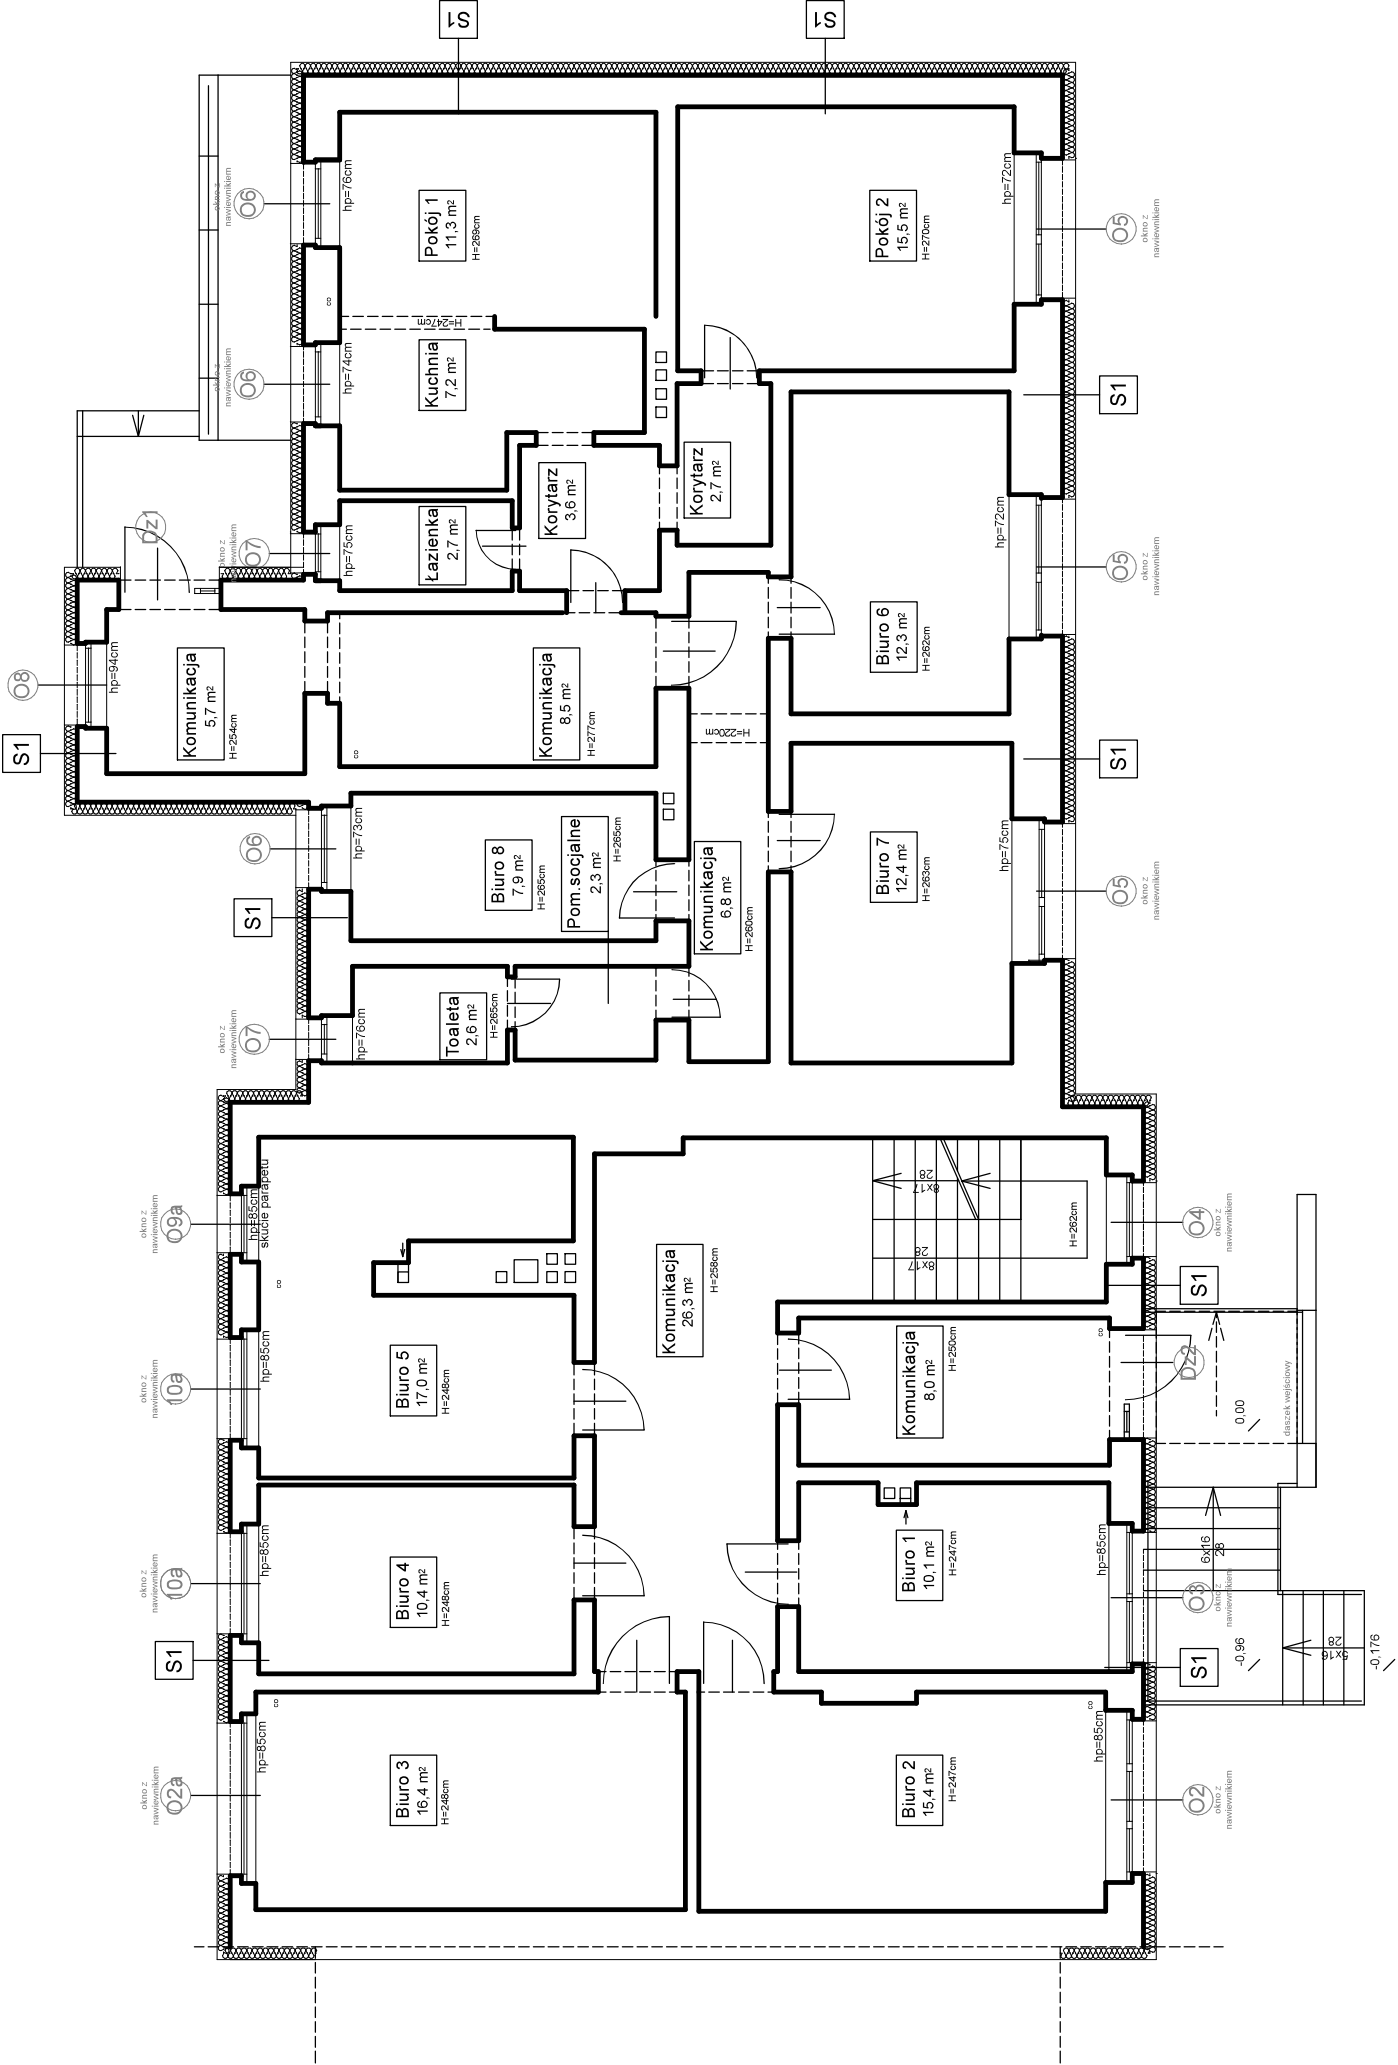 S1
S1
okno z
nawiewnikiem
O6
hp=76cm
Pokój 1
11,3 m²
H=269cm
Pokój 2
15,5 m²
H=270cm
hp=72cm
O5
okno z
nawiewnikiem
co
H=247cm
okno z
nawiewnikiem
O6
hp=74cm
Kuchnia
7,2 m²
S1
Dz1
okno z
nawiewnikiem
O7
hp=75cm
Łazienka
2,7 m²
Korytarz
3,6 m²
Korytarz
2,7 m²
hp=72cm
O5
okno z
nawiewnikiem
O8
hp=94cm
S1
Komunikacja
5,7 m²
H=254cm
co
Komunikacja
8,5 m²
H=277cm
H=220cm
Biuro 6
12,3 m²
H=262cm
S1
O6
hp=73cm
S1
Biuro 8
7,9 m²
H=265cm
Pom.socjalne
2,3 m²
H=265cm
Komunikacja
6,8 m²
H=260cm
Biuro 7
12,4 m²
H=263cm
hp=75cm
O5
okno z
nawiewnikiem
okno z
nawiewnikiem
O7
hp=76cm
Toaleta
2,6 m²
H=265cm
okno z
nawiewnikiem
O9a
hp=85cm
skucie parapetu
co
Komunikacja
26,3 m²
H=258cm
8x17
28
8x17
28
H=262cm
O4
okno z
nawiewnikiem
S1
okno z
nawiewnikiem
10a
hp=85cm
Biuro 5
17,0 m²
H=248cm
Komunikacja
8,0 m²
H=250cm
co
Dz2
0,00
daszek wejściowy
okno z
nawiewnikiem
10a
hp=85cm
S1
Biuro 4
10,4 m²
H=248cm
Biuro 1
10,1 m²
H=247cm
hp=85cm
O3
okno z
nawiewnikiem
S1
6x16
28
-0,96
5x16
28
-0,176
okno z
nawiewnikiem
O2a
hp=85cm
co
Biuro 3
16,4 m²
H=248cm
Biuro 2
15,4 m²
H=247cm
co
hp=85cm
O2
okno z
nawiewnikiem